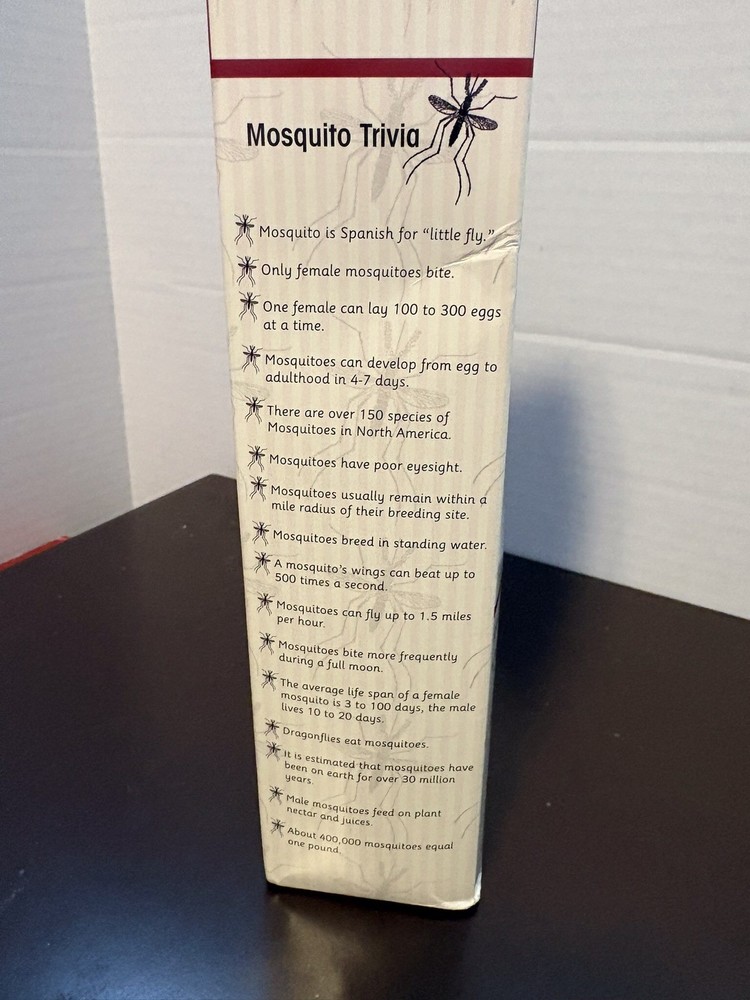 Mosquito Trivia
Mosquito is Spanish for “little fly.”
Only female mosquitoes bite.
One female can lay 100 to 300 eggs
at a time.
Mosquitoes can develop from egg to
adulthood in 4-7 days.
There are over 150 species of
Mosquitoes in North America.
Mosquitoes have poor eyesight.
Mosquitoes usually remain within a
mile radius of their breeding site.
Mosquitoes breed in standing water.
A mosquito's wings can beat up to
500 times a second.
Mosquitoes can fly up to 1.5 miles
per hour.
Mosquitoes bite more frequently
during a full moon.
The average life span of a female
mosquito is 3 to 100 days, the male
lives 10 to 20 days.
Dragonflies eat mosquitoes.
It is estimated that mosquitoes have
been on earth for over 30 million
years.
Male mosquitoes feed on plant
nectar and juices.
About 400,000 mosquitoes equal
one pound.